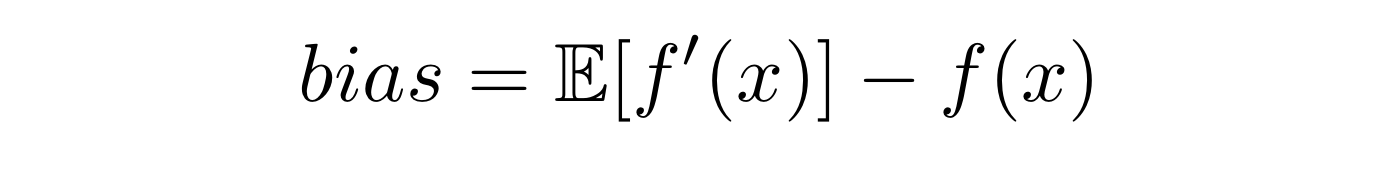 bias = 𝔼[f′(x)] − f(x)